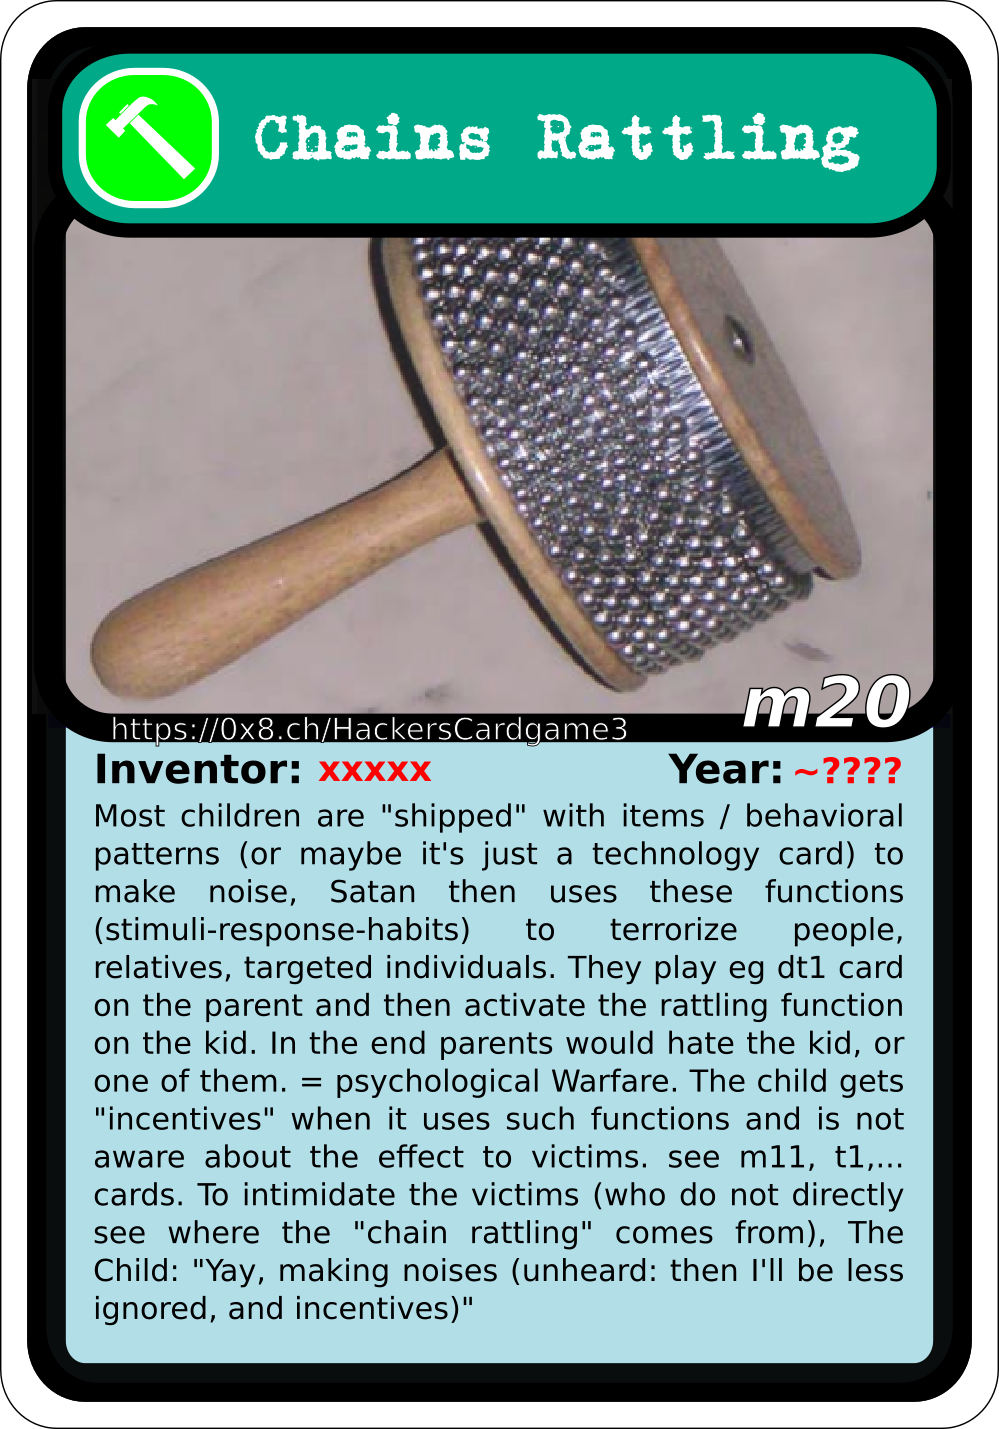 Chains Rattling
m20
https://0x8.ch/HackersCardgame3
Inventor: xxxxx Year: ~????
Most children are "shipped" with items / behavioral
patterns (or maybe it's just a technology card) to
make noise, Satan then uses these functions
(stimuli-response-habits) to terrorize people,
relatives, targeted individuals. They play eg dt1 card
on the parent and then activate the rattling function
on the kid. In the end parents would hate the kid, or
one of them. = psychological Warfare. The child gets
"incentives" when it uses such functions and is not
aware about the effect to victims. see m11, t1,...
cards. To intimidate the victims (who do not directly
see where the "chain rattling" comes from), The
Child: "Yay, making noises (unheard: then I'll be less
ignored, and incentives)"